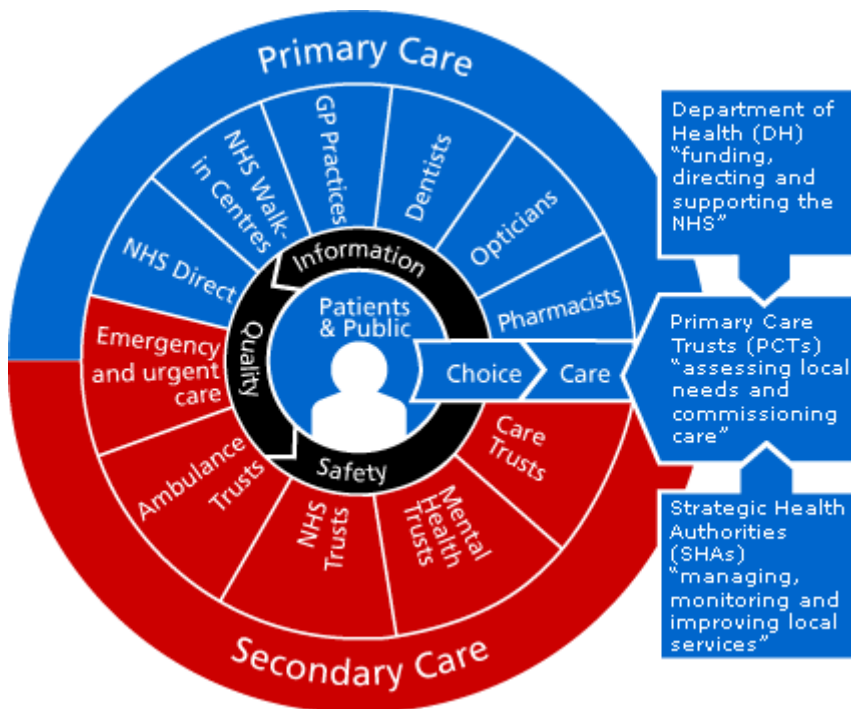 Primary Care
NHS Direct
NHS Walk-
in Centres
GP Practices
Dentists
Opticians
Pharmacists
Information
Quality
Safety
Patients
& Public
Choice
Care
Emergency
and urgent
care
Ambulance
Trusts
NHS
Trusts
Mental
Health
Trusts
Care
Trusts
Secondary Care
Department of
Health (DH)
“funding,
directing and
supporting the
NHS”
Primary Care
Trusts (PCTs)
“assessing local
needs and
commissioning
care”
Strategic Health
Authorities
(SHAs)
“managing,
monitoring and
improving local
services”